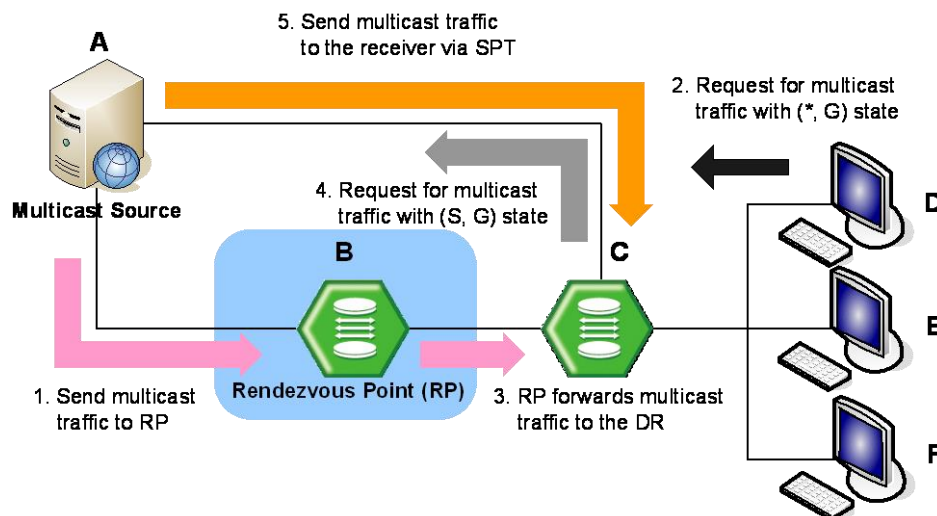 A
5. Send multicast traffic
to the receiver via SPT
2. Request for multicast
traffic with (*, G) state
Multicast Source
4. Request for multicast
traffic with (S, G) state
D
B
C
E
Rendezvous Point (RP)
1. Send multicast
traffic to RP
3. RP forwards multicast
traffic to the DR
F